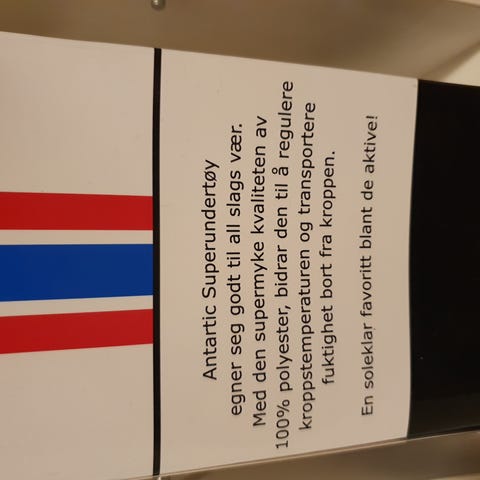 Antartic Superundertøy
egner seg godt til all slags vær.
Med den supermyke kvaliteten av
100% polyester, bidrar den til å regulere
kroppstemperaturen og transportere
fuktighet bort fra kroppen.
En soleklar favoritt blant de aktive!